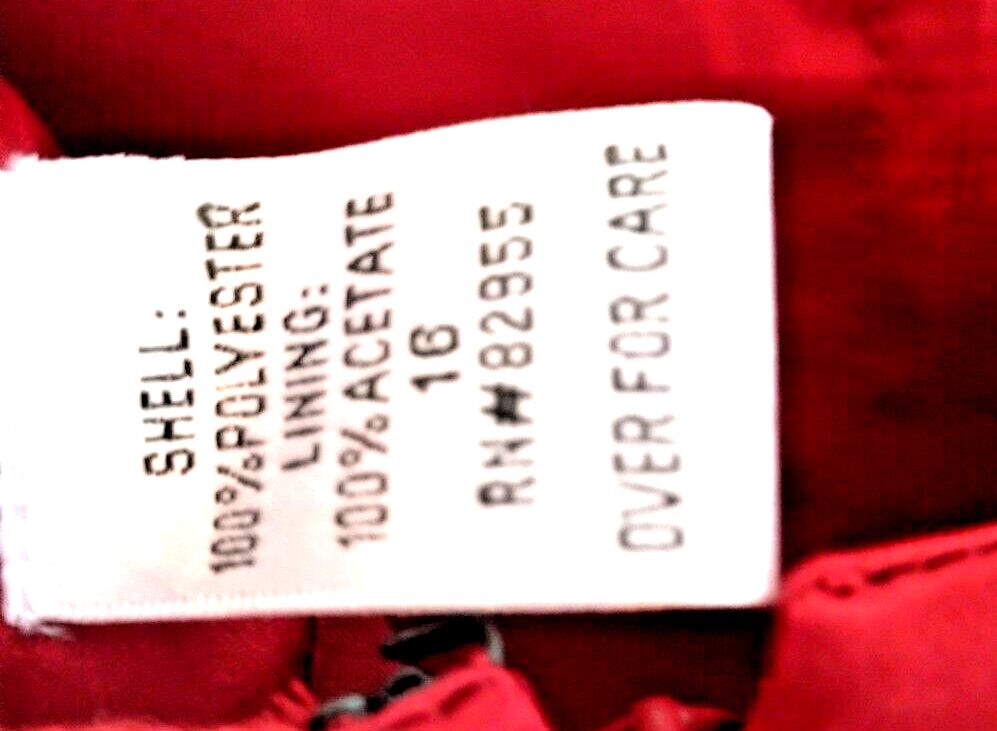 SHELL:
100%POLYESTER
LINING:
100%ACETATE
16
RN#82955
OVER FOR CARE